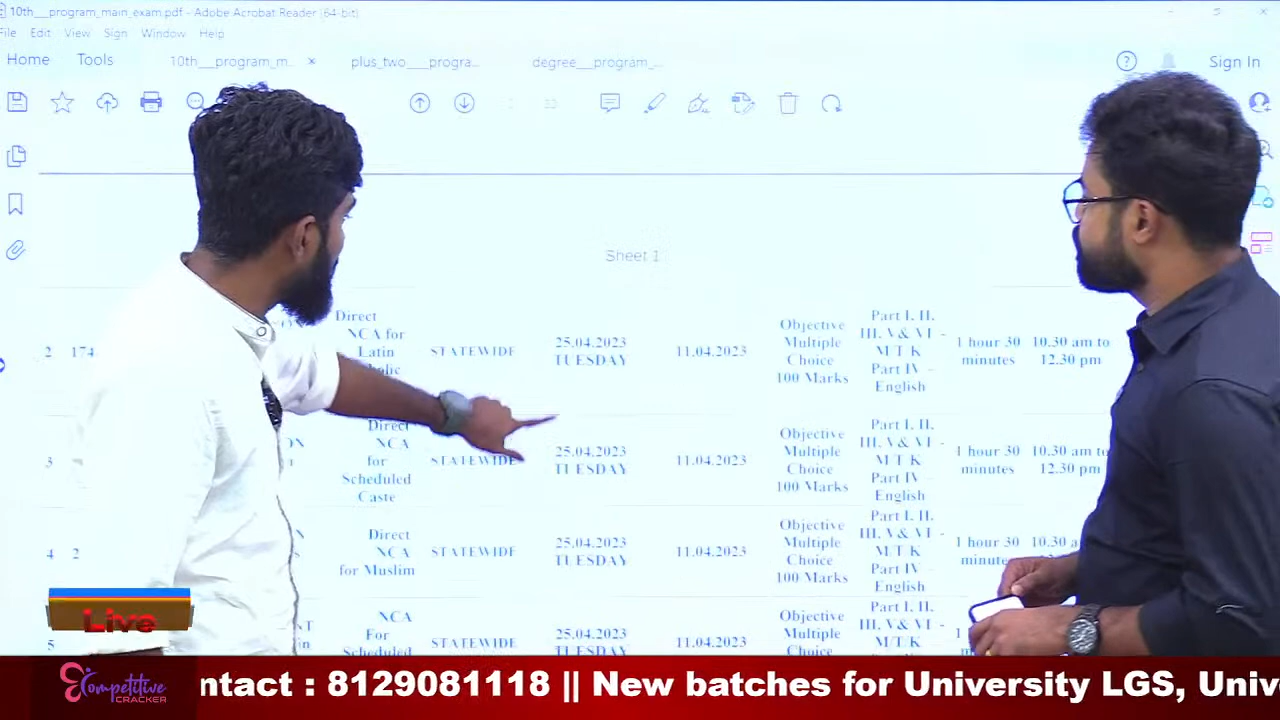 10th___program_main_exam.pdf - Adobe Acrobat Reader (64-bit)
File Edit View Sign Window Help
Home Tools 10th___program_m... × plus_two____progra... degree___program_... Sign In
Sheet 1
2 174 Direct NCA for Latin STATEWIDE 25.04.2023 TUESDAY 11.04.2023 Objective Multiple Choice 100 Marks Part I, II, III, V & VI - M/T/K Part IV – English 1 hour 30 minutes 10.30 am to 12.30 pm
3 Direct NCA for Scheduled Caste STATEWIDE 25.04.2023 TUESDAY 11.04.2023 Objective Multiple Choice 100 Marks Part I, II, III, V & VI - M/T/K Part IV – English 1 hour 30 minutes 10.30 am to 12.30 pm
4 2 Direct NCA for Muslim STATEWIDE 25.04.2023 TUESDAY 11.04.2023 Objective Multiple Choice 100 Marks Part I, II, III, V & VI - M/T/K Part IV – English 1 hour 30 minutes 10.30
5 NCA For Scheduled STATEWIDE 25.04.2023 TUESDAY 11.04.2023 Objective Multiple Choice Part I, II, III, V & VI - M/T/K
Live
Competitive CRACKER
ntact : 8129081118 || New batches for University LGS, Univ